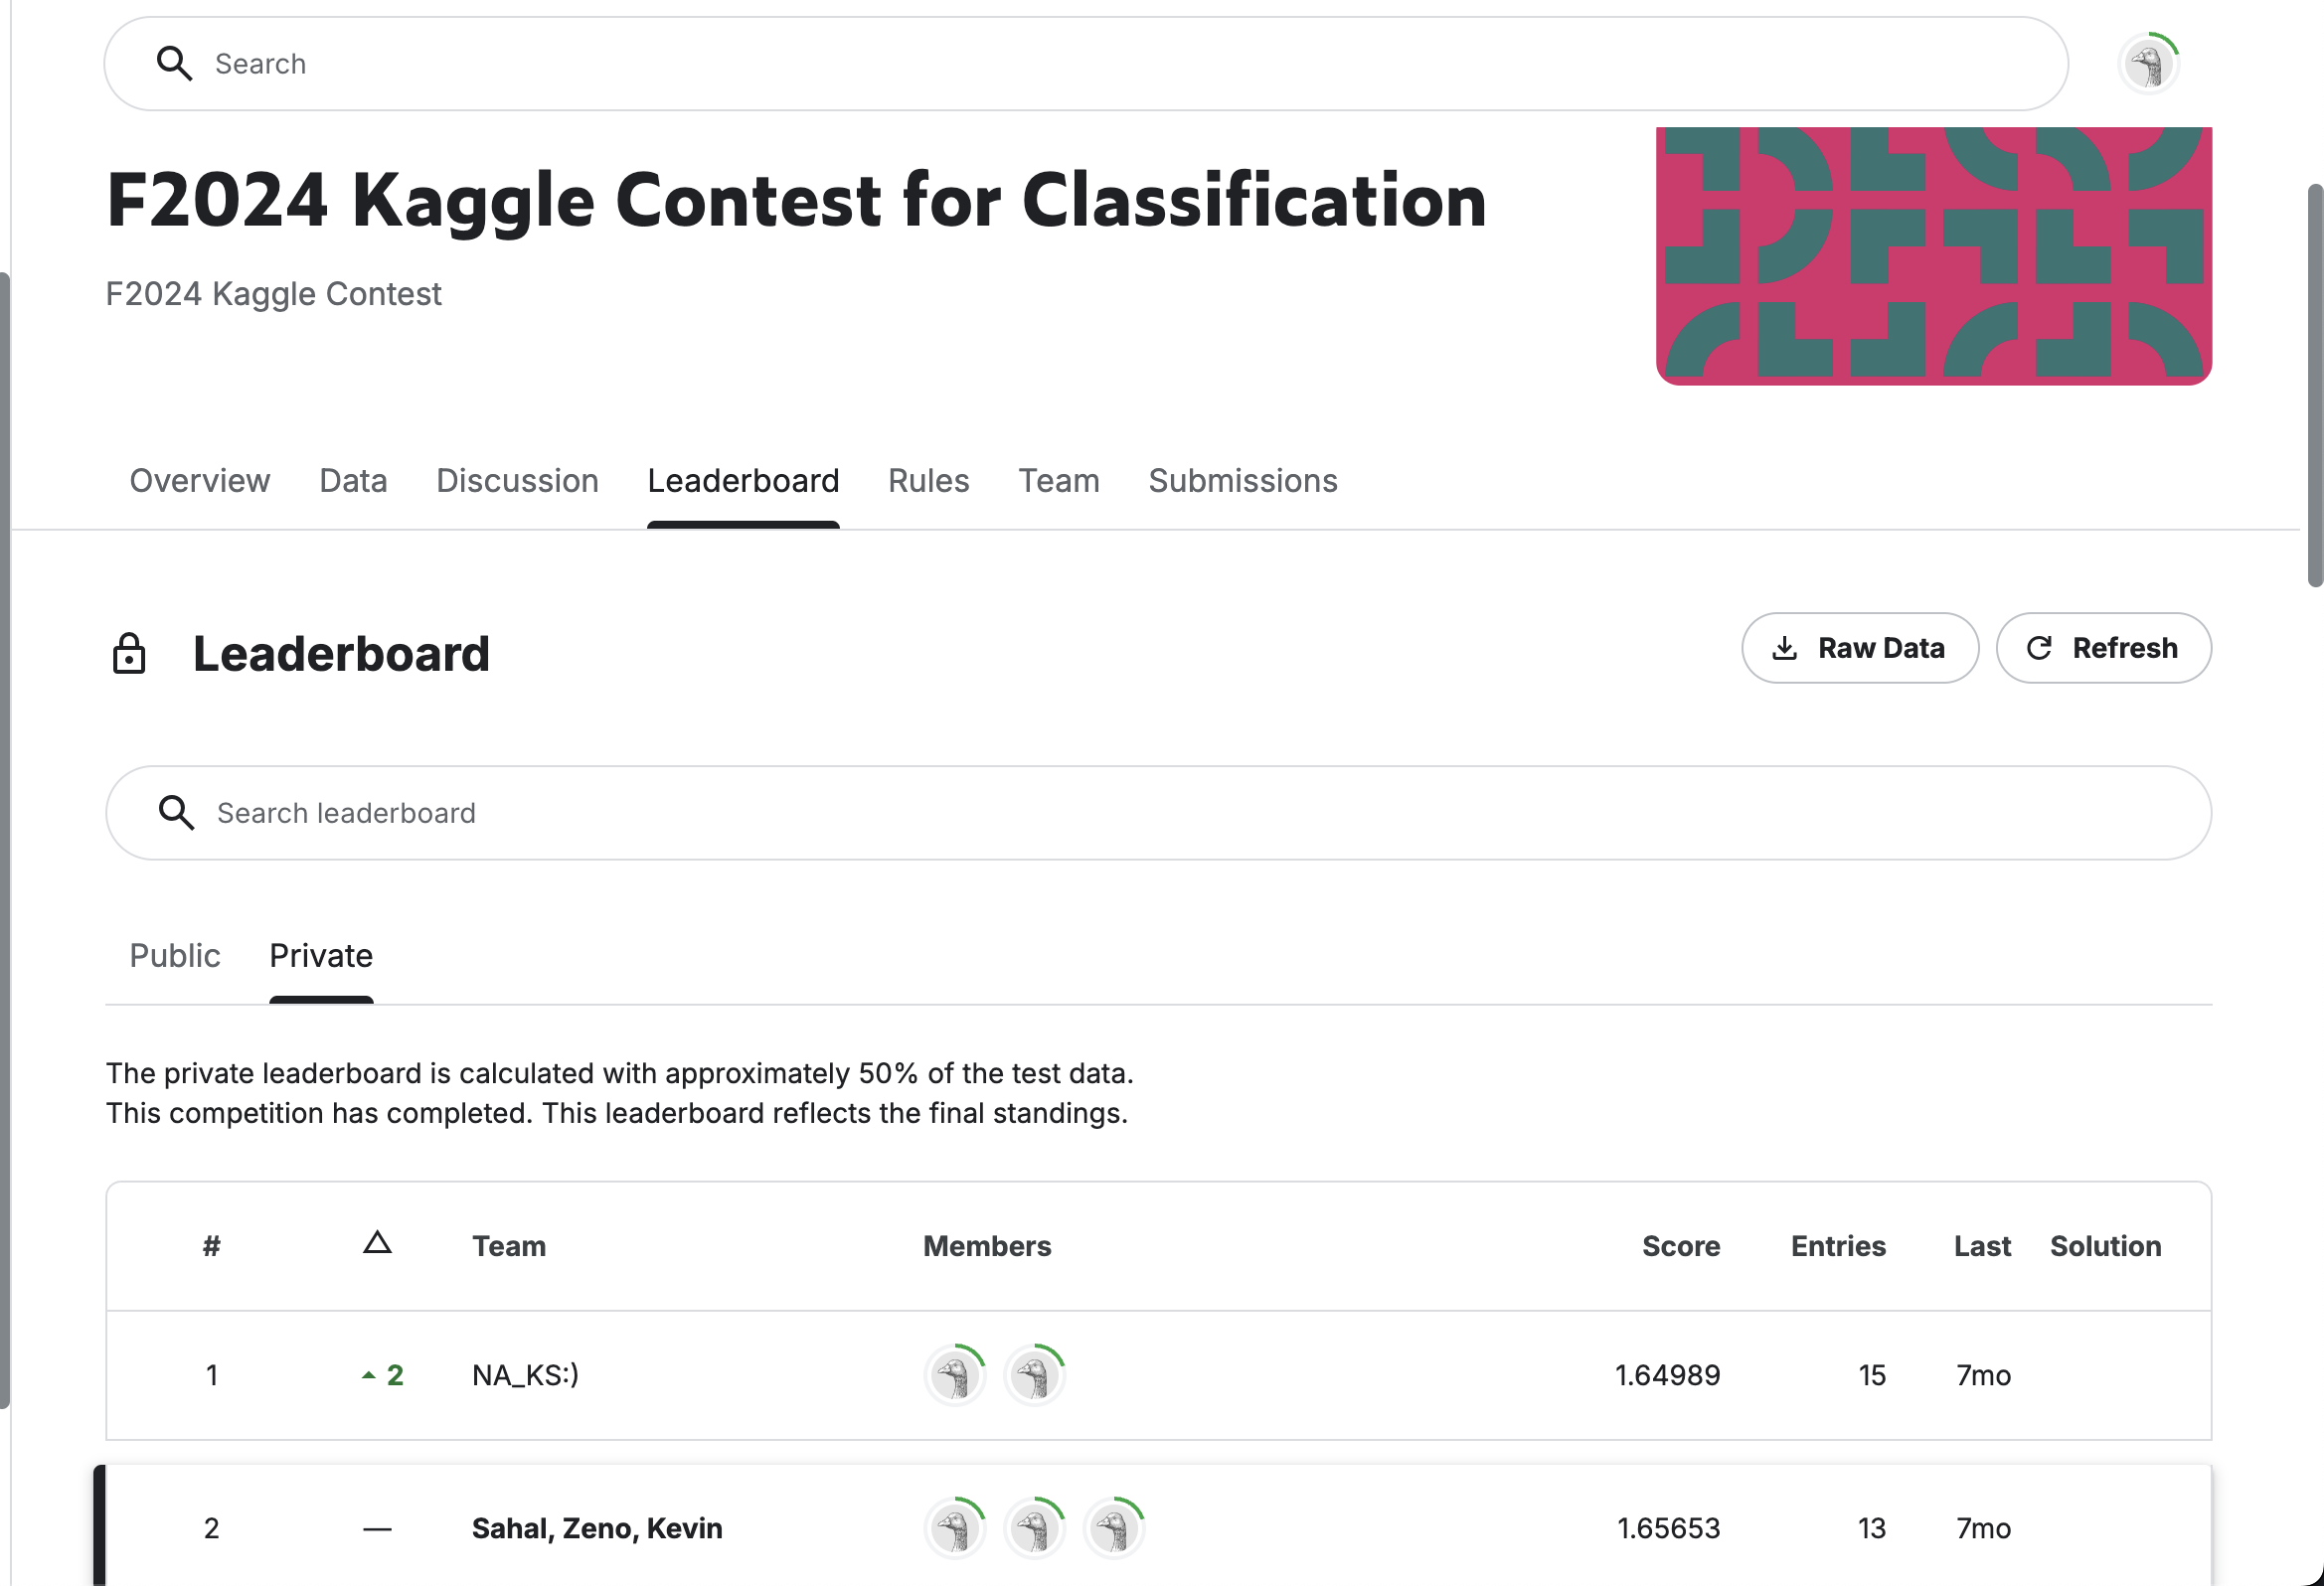 Search
F2024 Kaggle Contest for Classification
F2024 Kaggle Contest
Overview Data Discussion Leaderboard Rules Team Submissions
Leaderboard
Raw Data Refresh
Search leaderboard
Public Private
The private leaderboard is calculated with approximately 50% of the test data.
This competition has completed. This leaderboard reflects the final standings.
# △ Team Members Score Entries Last Solution
1 2 NA_KS:) 1.64989 15 7mo
2 — Sahal, Zeno, Kevin 1.65653 13 7mo